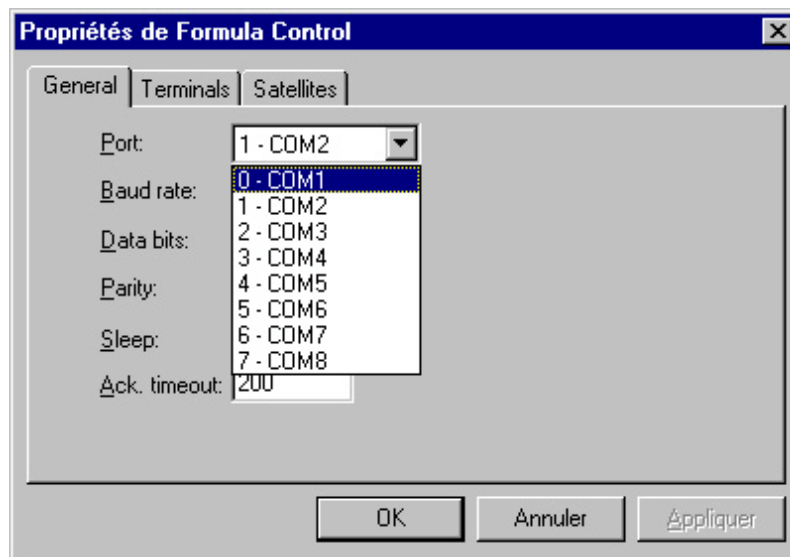 Propriétés de Formula Control
General Terminals Satellites
Port: 1 - COM2
0 - COM1
Baud rate: 1 - COM2
Data bits: 2 - COM3
3 - COM4
Parity: 4 - COM5
5 - COM6
Sleep: 6 - COM7
7 - COM8
Ack. timeout: 200
OK Annuler Appliquer